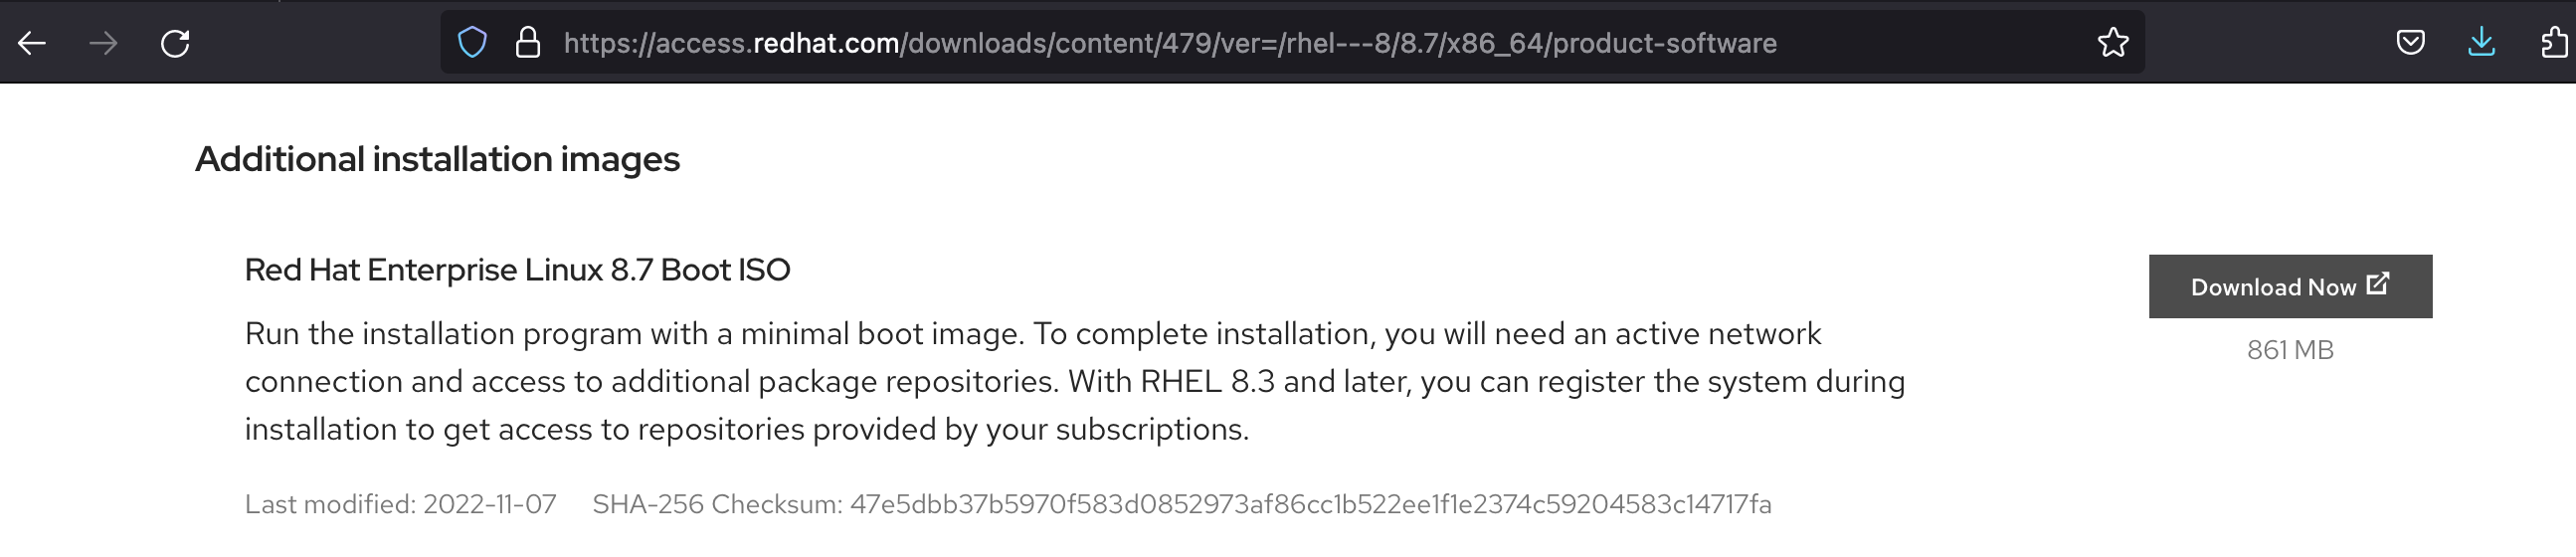 https://access.redhat.com/downloads/content/479/ver=/rhel---8/8.7/x86_64/product-software
Additional installation images
Red Hat Enterprise Linux 8.7 Boot ISO
Download Now
Run the installation program with a minimal boot image. To complete installation, you will need an active network
861 MB
connection and access to additional package repositories. With RHEL 8.3 and later, you can register the system during
installation to get access to repositories provided by your subscriptions.
Last modified: 2022-11-07 SHA-256 Checksum: 47e5dbb37b5970f583d0852973af86cc1b522ee1f1e2374c59204583c14717fa